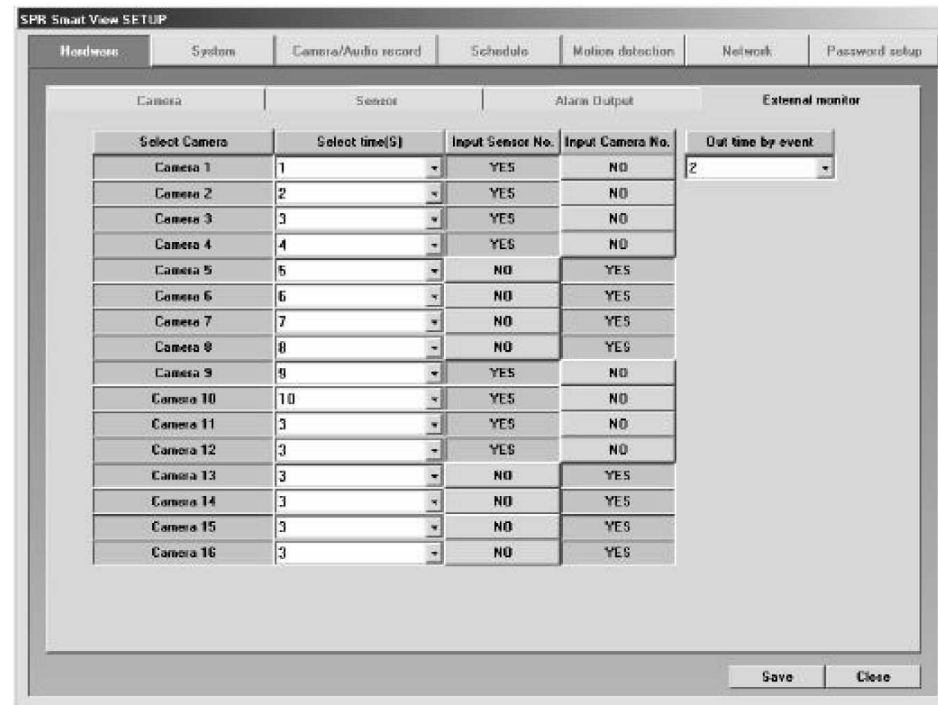 SPR Smart View SETUP
Hardware System Camera/Audio record Schedule Motion detection Network Password setup
Camera Sensor Alarm Output External monitor
Select Camera Select time(S) Input Sensor No. Input Camera No. Out time by event
Camera 1 1 YES NO 2
Camera 2 2 YES NO
Camera 3 3 YES NO
Camera 4 4 YES NO
Camera 5 5 NO YES
Camera 6 6 NO YES
Camera 7 7 NO YES
Camera 8 8 NO YES
Camera 9 9 YES NO
Camera 10 10 YES NO
Camera 11 3 YES NO
Camera 12 3 YES NO
Camera 13 3 NO YES
Camera 14 3 NO YES
Camera 15 3 NO YES
Camera 16 3 NO YES
Save Close